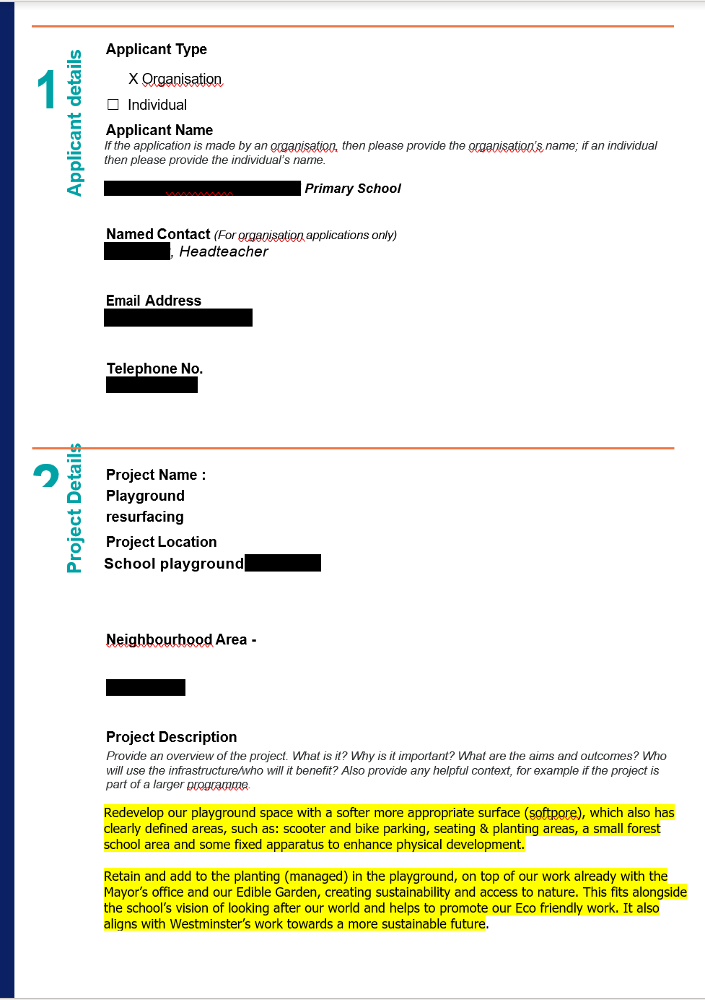 1
Applicant details
Applicant Type
X Organisation
☐ Individual
Applicant Name
If the application is made by an organisation, then please provide the organisation's name; if an individual
then please provide the individual's name.
Primary School
Named Contact (For organisation applications only)
, Headteacher
Email Address
Telephone No.
2
Project Details
Project Name :
Playground
resurfacing
Project Location
School playground
Neighbourhood Area -
Project Description
Provide an overview of the project. What is it? Why is it important? What are the aims and outcomes? Who
will use the infrastructure/who will it benefit? Also provide any helpful context, for example if the project is
part of a larger programme.
Redevelop our playground space with a softer more appropriate surface (softpore), which also has
clearly defined areas, such as: scooter and bike parking, seating & planting areas, a small forest
school area and some fixed apparatus to enhance physical development.
Retain and add to the planting (managed) in the playground, on top of our work already with the
Mayor's office and our Edible Garden, creating sustainability and access to nature. This fits alongside
the school's vision of looking after our world and helps to promote our Eco friendly work. It also
aligns with Westminster's work towards a more sustainable future.